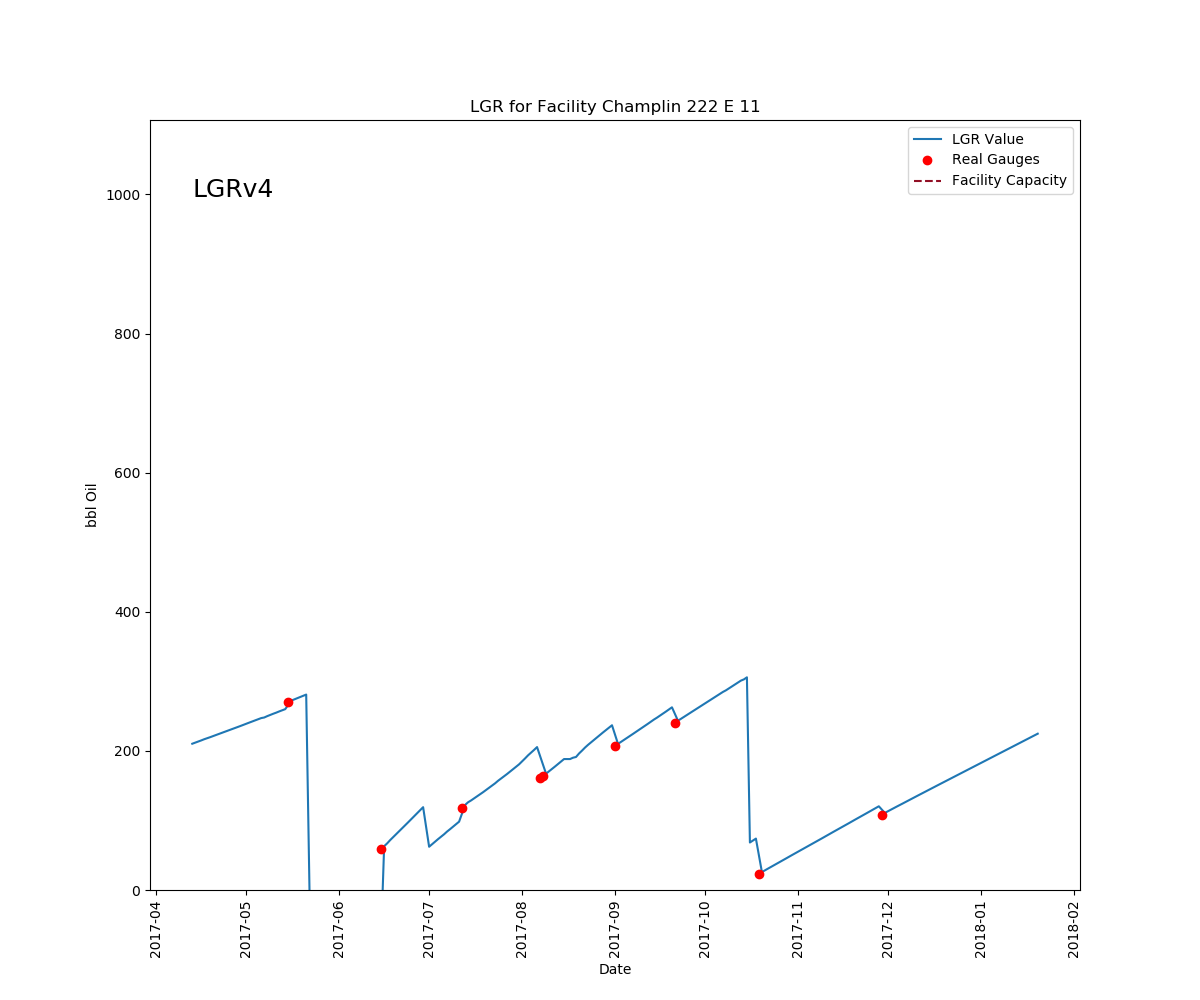 LGR for Facility Champlin 222 E 11
LGR Value
Real Gauges
Facility Capacity
LGRv4
1000
800
600
400
200
0
bbl Oil
2017-04
2017-05
2017-06
2017-07
2017-08
2017-09
2017-10
2017-11
2017-12
2018-01
2018-02
Date